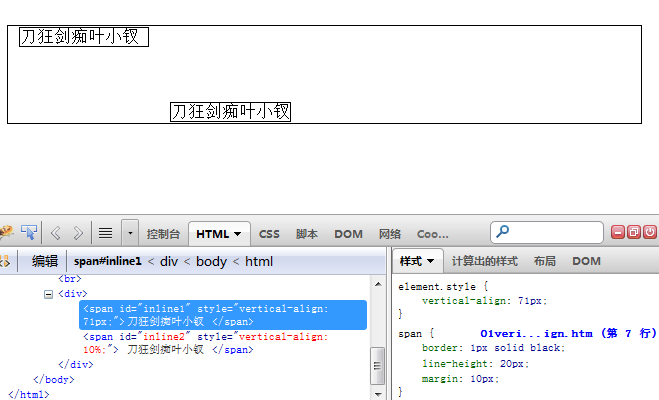 刀狂剑痴叶小钗
刀狂剑痴叶小钗
控制台 HTML CSS 脚本 DOM 网络 Coo...
编辑 span#inline1 < div < body < html
样式 计算出的样式 布局 DOM
<br>
<div>
<span id="inline1" style="vertical-align:
71px;"> 刀狂剑痴叶小钗 </span>
<span id="inline2" style="vertical-align:
10%;"> 刀狂剑痴叶小钗 </span>
</div>
</body>
</html>
element.style {
vertical-align: 71px;
}
span { 01veri...ign.htm (第 7 行)
border: 1px solid black;
line-height: 20px;
margin: 10px;
}